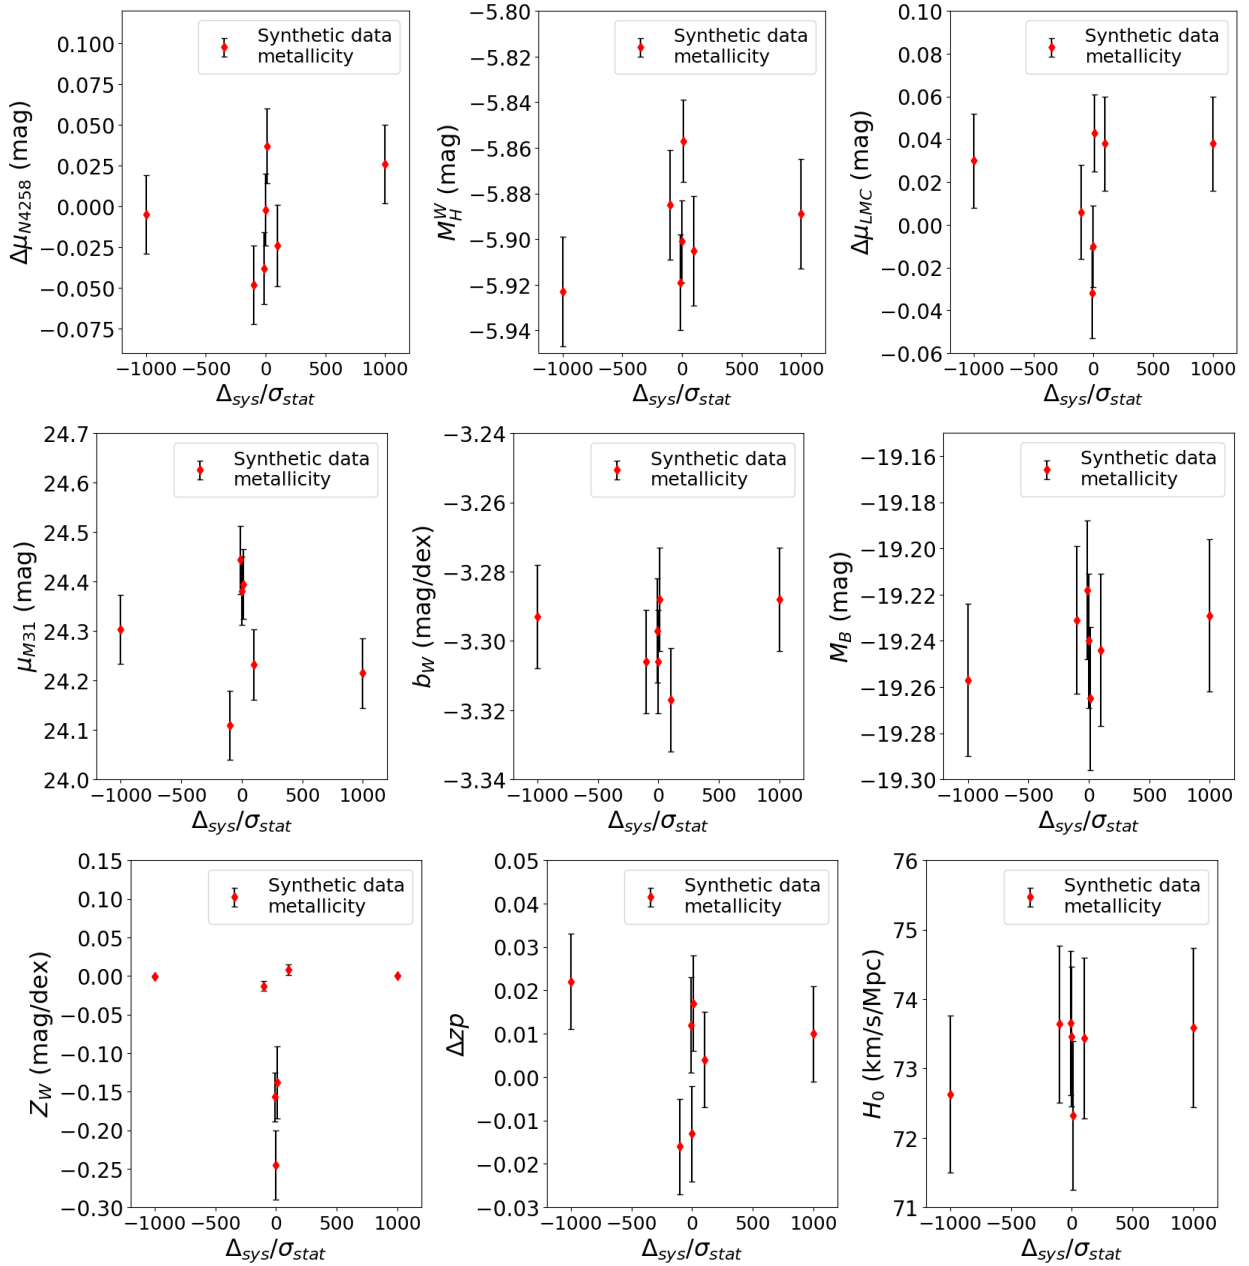 Δμ_N4258 (mag)
0.100
0.075
0.050
0.025
0.000
−0.025
−0.050
−0.075
Synthetic data
metallicity
−1000 −500 0 500 1000
Δ_sys/σ_stat
M_H^W (mag)
−5.80
−5.82
−5.84
−5.86
−5.88
−5.90
−5.92
−5.94
Synthetic data
metallicity
−1000 −500 0 500 1000
Δ_sys/σ_stat
Δμ_LMC (mag)
0.10
0.08
0.06
0.04
0.02
0.00
−0.02
−0.04
−0.06
Synthetic data
metallicity
−1000 −500 0 500 1000
Δ_sys/σ_stat
μ_M31 (mag)
24.7
24.6
24.5
24.4
24.3
24.2
24.1
24.0
Synthetic data
metallicity
−1000 −500 0 500 1000
Δ_sys/σ_stat
b_W (mag/dex)
−3.24
−3.26
−3.28
−3.30
−3.32
−3.34
Synthetic data
metallicity
−1000 −500 0 500 1000
Δ_sys/σ_stat
M_B (mag)
−19.16
−19.18
−19.20
−19.22
−19.24
−19.26
−19.28
−19.30
Synthetic data
metallicity
−1000 −500 0 500 1000
Δ_sys/σ_stat
Z_W (mag/dex)
0.15
0.10
0.05
0.00
−0.05
−0.10
−0.15
−0.20
−0.25
−0.30
Synthetic data
metallicity
−1000 −500 0 500 1000
Δ_sys/σ_stat
Δzp
0.05
0.04
0.03
0.02
0.01
0.00
−0.01
−0.02
−0.03
Synthetic data
metallicity
−1000 −500 0 500 1000
Δ_sys/σ_stat
H_0 (km/s/Mpc)
76
75
74
73
72
71
Synthetic data
metallicity
−1000 −500 0 500 1000
Δ_sys/σ_stat